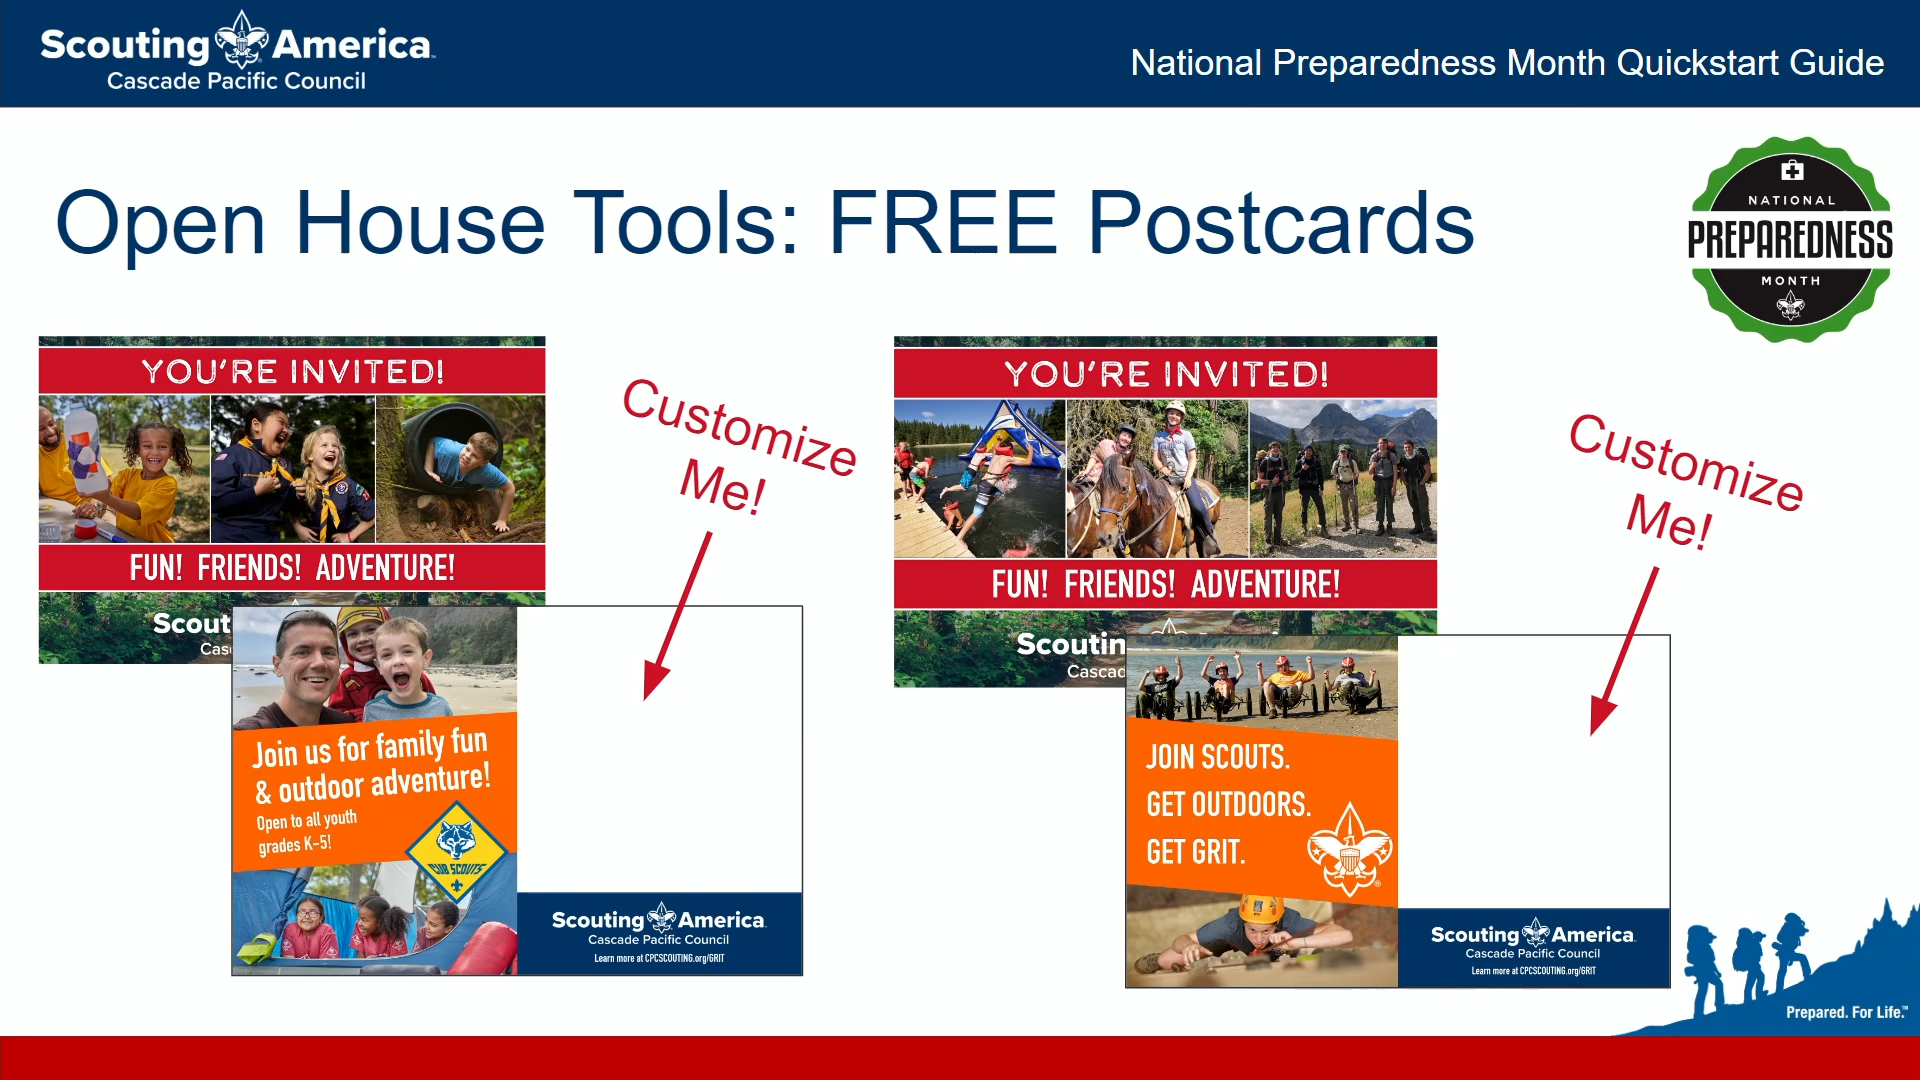 Scouting America
Cascade Pacific Council
National Preparedness Month Quickstart Guide
Open House Tools: FREE Postcards
NATIONAL
PREPAREDNESS
MONTH
YOU'RE INVITED!
FUN! FRIENDS! ADVENTURE!
Scout
Cas
Customize
Me!
Join us for family fun
& outdoor adventure!
Open to all youth
grades K–5!
CUB SCOUTS
Scouting America
Cascade Pacific Council
Learn more at CPCSCOUTING.org/GRIT
YOU'RE INVITED!
FUN! FRIENDS! ADVENTURE!
Scoutin
Cascad
Customize
Me!
JOIN SCOUTS.
GET OUTDOORS.
GET GRIT.
Scouting America
Cascade Pacific Council
Learn more at CPCSCOUTING.org/GRIT
Prepared. For Life.™